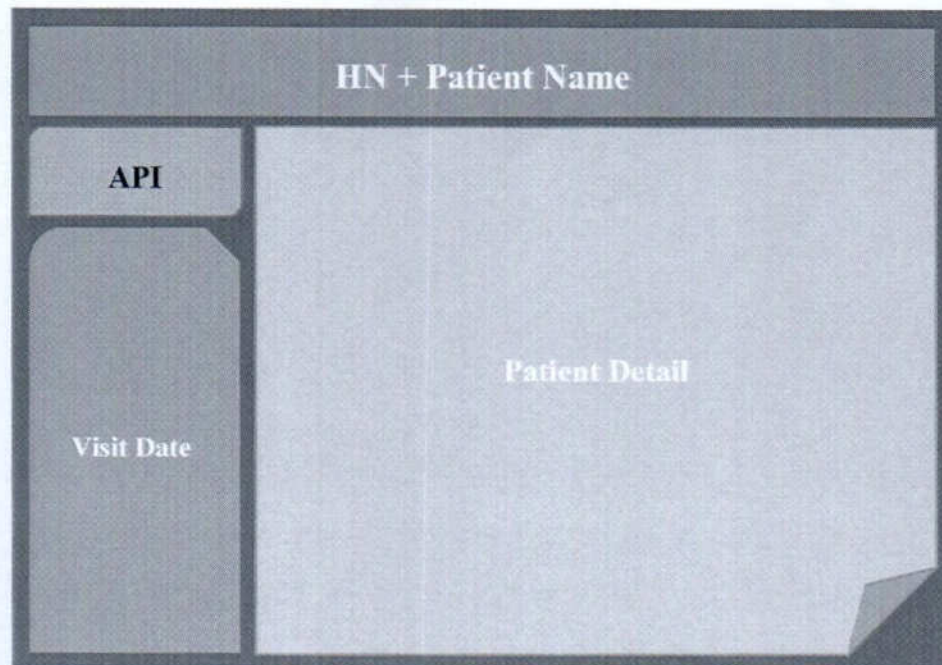 HN + Patient Name
API
Patient Detail
Visit Date